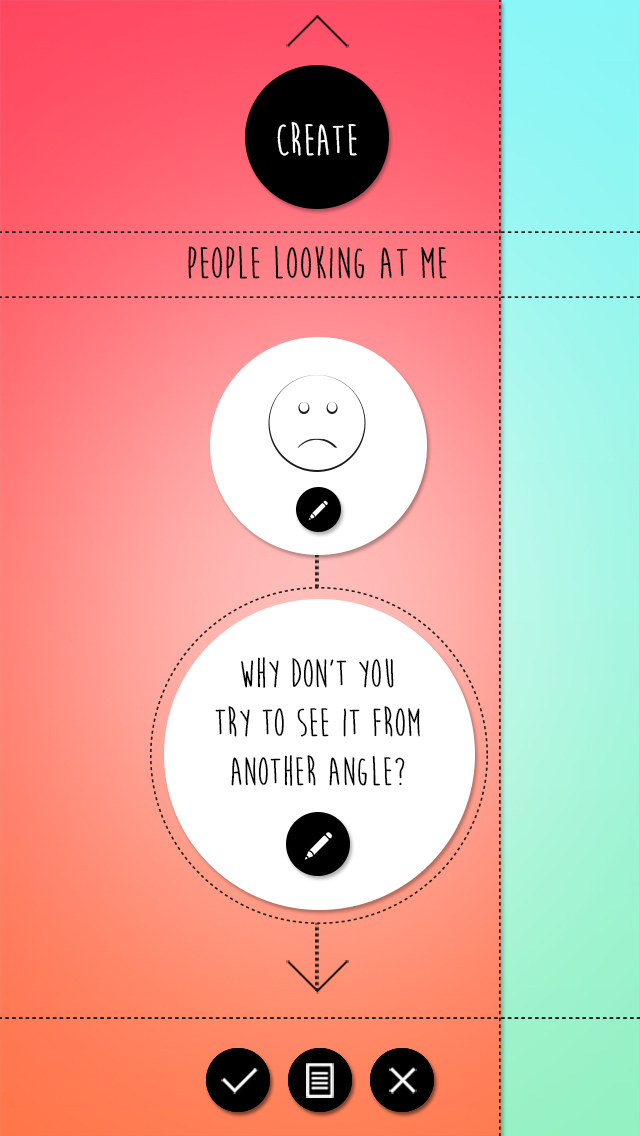 CREATE
PEOPLE LOOKING AT ME
WHY DON'T YOU
TRY TO SEE IT FROM
ANOTHER ANGLE?